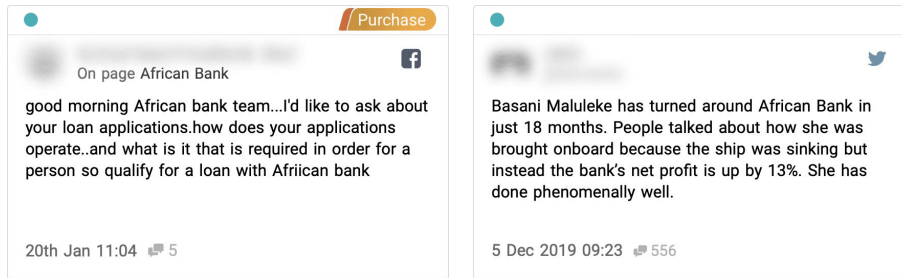 Purchase
On page African Bank
good morning African bank team...I'd like to ask about
your loan applications.how does your applications
operate..and what is it that is required in order for a
person so qualify for a loan with Afriican bank
20th Jan 11:04 5
Basani Maluleke has turned around African Bank in
just 18 months. People talked about how she was
brought onboard because the ship was sinking but
instead the bank’s net profit is up by 13%. She has
done phenomenally well.
5 Dec 2019 09:23 556